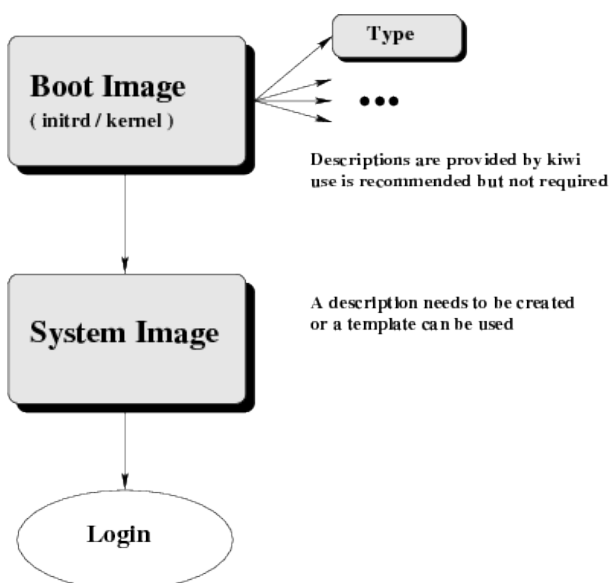 Type
Boot Image
( initrd / kernel )
Descriptions are provided by kiwi
use is recommended but not required
System Image
A description needs to be created
or a template can be used
Login